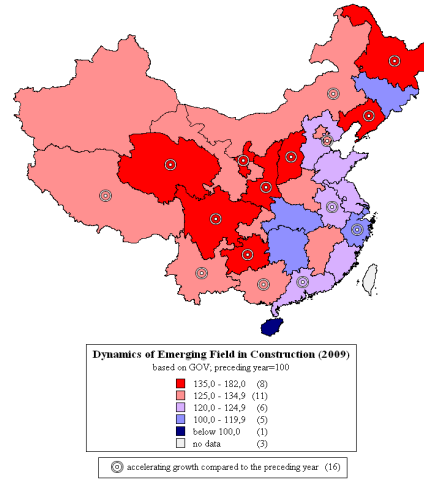 Dynamics of Emerging Field in Construction (2009)
based on GOV; preceding year=100
135,0 - 182,0 (8)
125,0 - 134,9 (11)
120,0 - 124,9 (6)
100,0 - 119,9 (5)
below 100,0 (1)
no data (3)
accelerating growth compared to the preceding year (16)